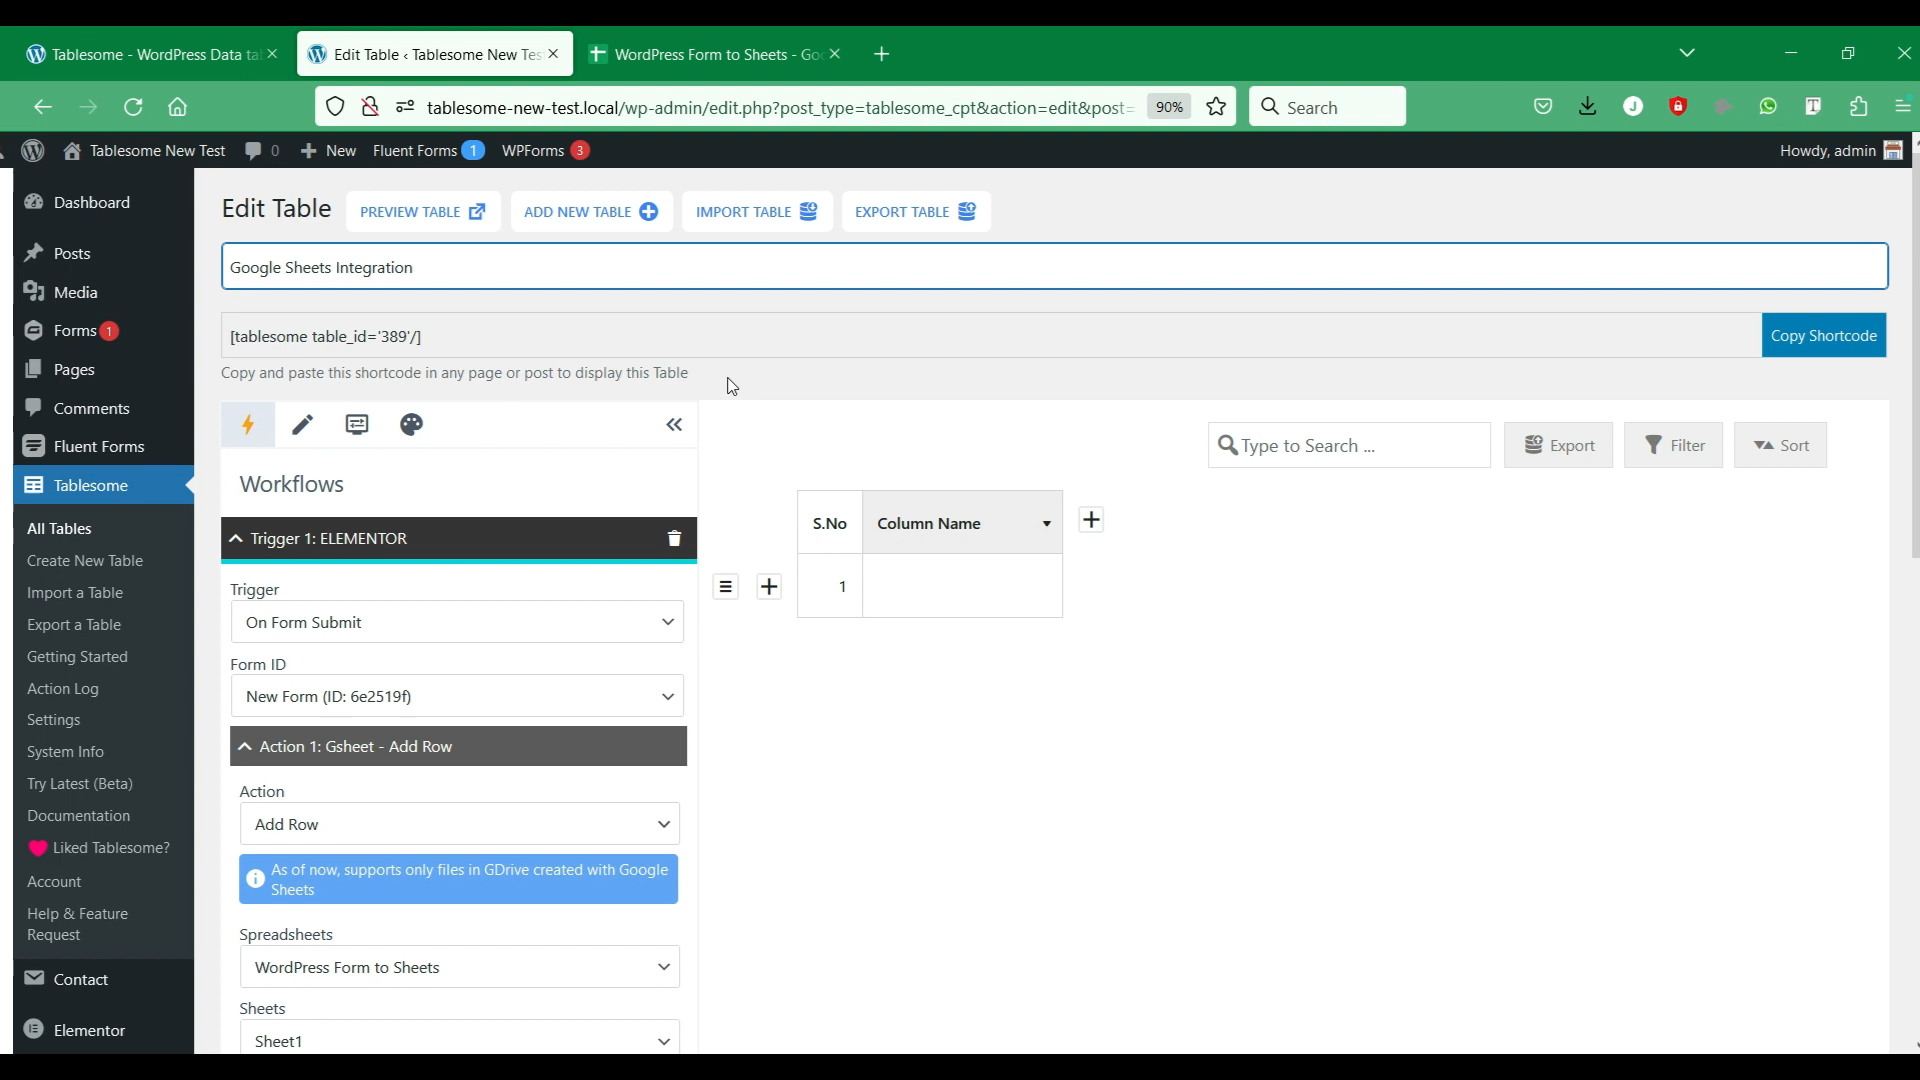 Tablesome - WordPress Data ta
Edit Table ‹ Tablesome New Tes
WordPress Form to Sheets - Goo
tablesome-new-test.local/wp-admin/edit.php?post_type=tablesome_cpt&action=edit&post=
90%
Search
J
T
Tablesome New Test
0
New
Fluent Forms 1
WPForms 3
Howdy, admin
Dashboard
Posts
Media
Forms 1
Pages
Comments
Fluent Forms
Tablesome
All Tables
Create New Table
Import a Table
Export a Table
Getting Started
Action Log
Settings
System Info
Try Latest (Beta)
Documentation
Liked Tablesome?
Account
Help & Feature
Request
Contact
Elementor
Edit Table
PREVIEW TABLE
ADD NEW TABLE
IMPORT TABLE
EXPORT TABLE
Google Sheets Integration
[tablesome table_id='389'/]
Copy Shortcode
Copy and paste this shortcode in any page or post to display this Table
Workflows
Trigger 1: ELEMENTOR
Trigger
On Form Submit
Form ID
New Form (ID: 6e2519f)
Action 1: Gsheet - Add Row
Action
Add Row
As of now, supports only files in GDrive created with Google
Sheets
Spreadsheets
WordPress Form to Sheets
Sheets
Sheet1
Type to Search ...
Export
Filter
Sort
S.No
Column Name
1